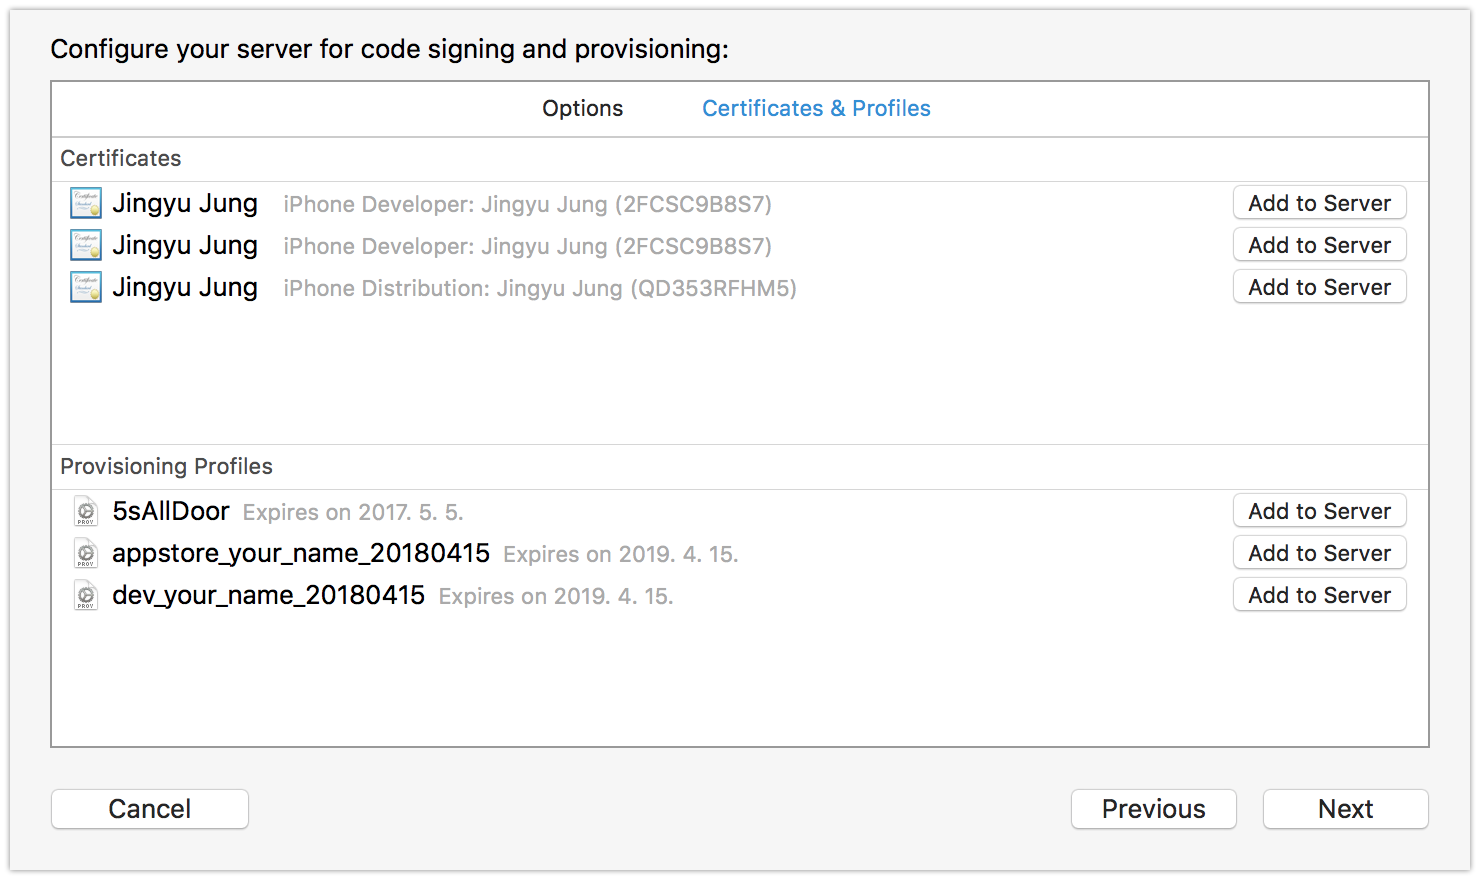 Configure your server for code signing and provisioning:
Options Certificates & Profiles
Certificates
Jingyu Jung iPhone Developer: Jingyu Jung (2FCSC9B8S7) Add to Server
Jingyu Jung iPhone Developer: Jingyu Jung (2FCSC9B8S7) Add to Server
Jingyu Jung iPhone Distribution: Jingyu Jung (QD353RFHM5) Add to Server
Provisioning Profiles
PROV 5sAllDoor Expires on 2017. 5. 5. Add to Server
PROV appstore_your_name_20180415 Expires on 2019. 4. 15. Add to Server
PROV dev_your_name_20180415 Expires on 2019. 4. 15. Add to Server
Cancel Previous Next